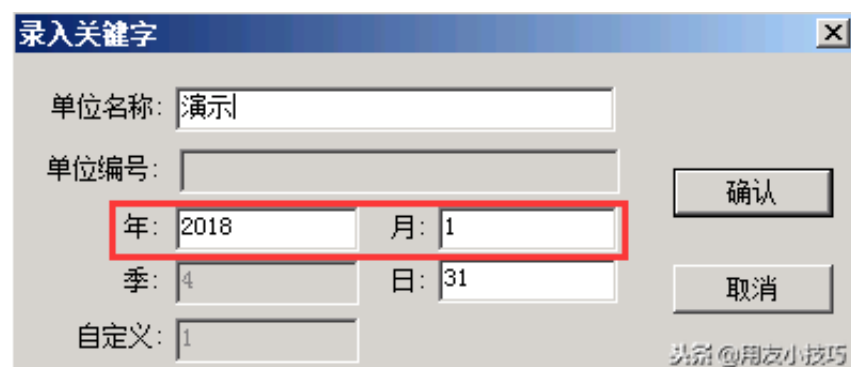 录入关键字
单位名称: 演示
单位编号:
确认
年: 2018 月: 1
季: 4 日: 31
取消
自定义: 1
头条 @用友小技巧